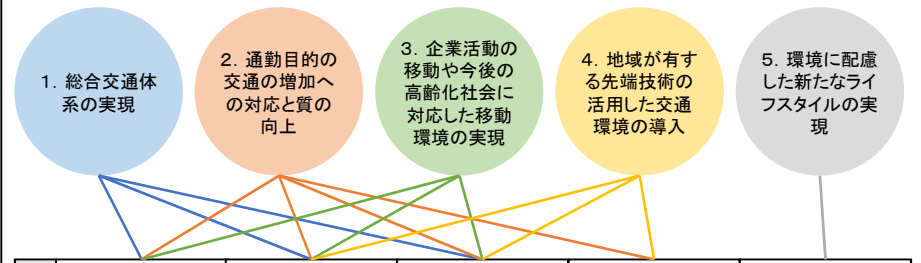 1．総合交通体
系の実現
2．通勤目的の
交通の増加へ
の対応と質の
向上
3．企業活動の
移動や今後の
高齢化社会に
対応した移動
環境の実現
4．地域が有す
る先端技術の
活用した交通
環境の導入
5．環境に配慮
した新たなライ
フスタイルの実
現